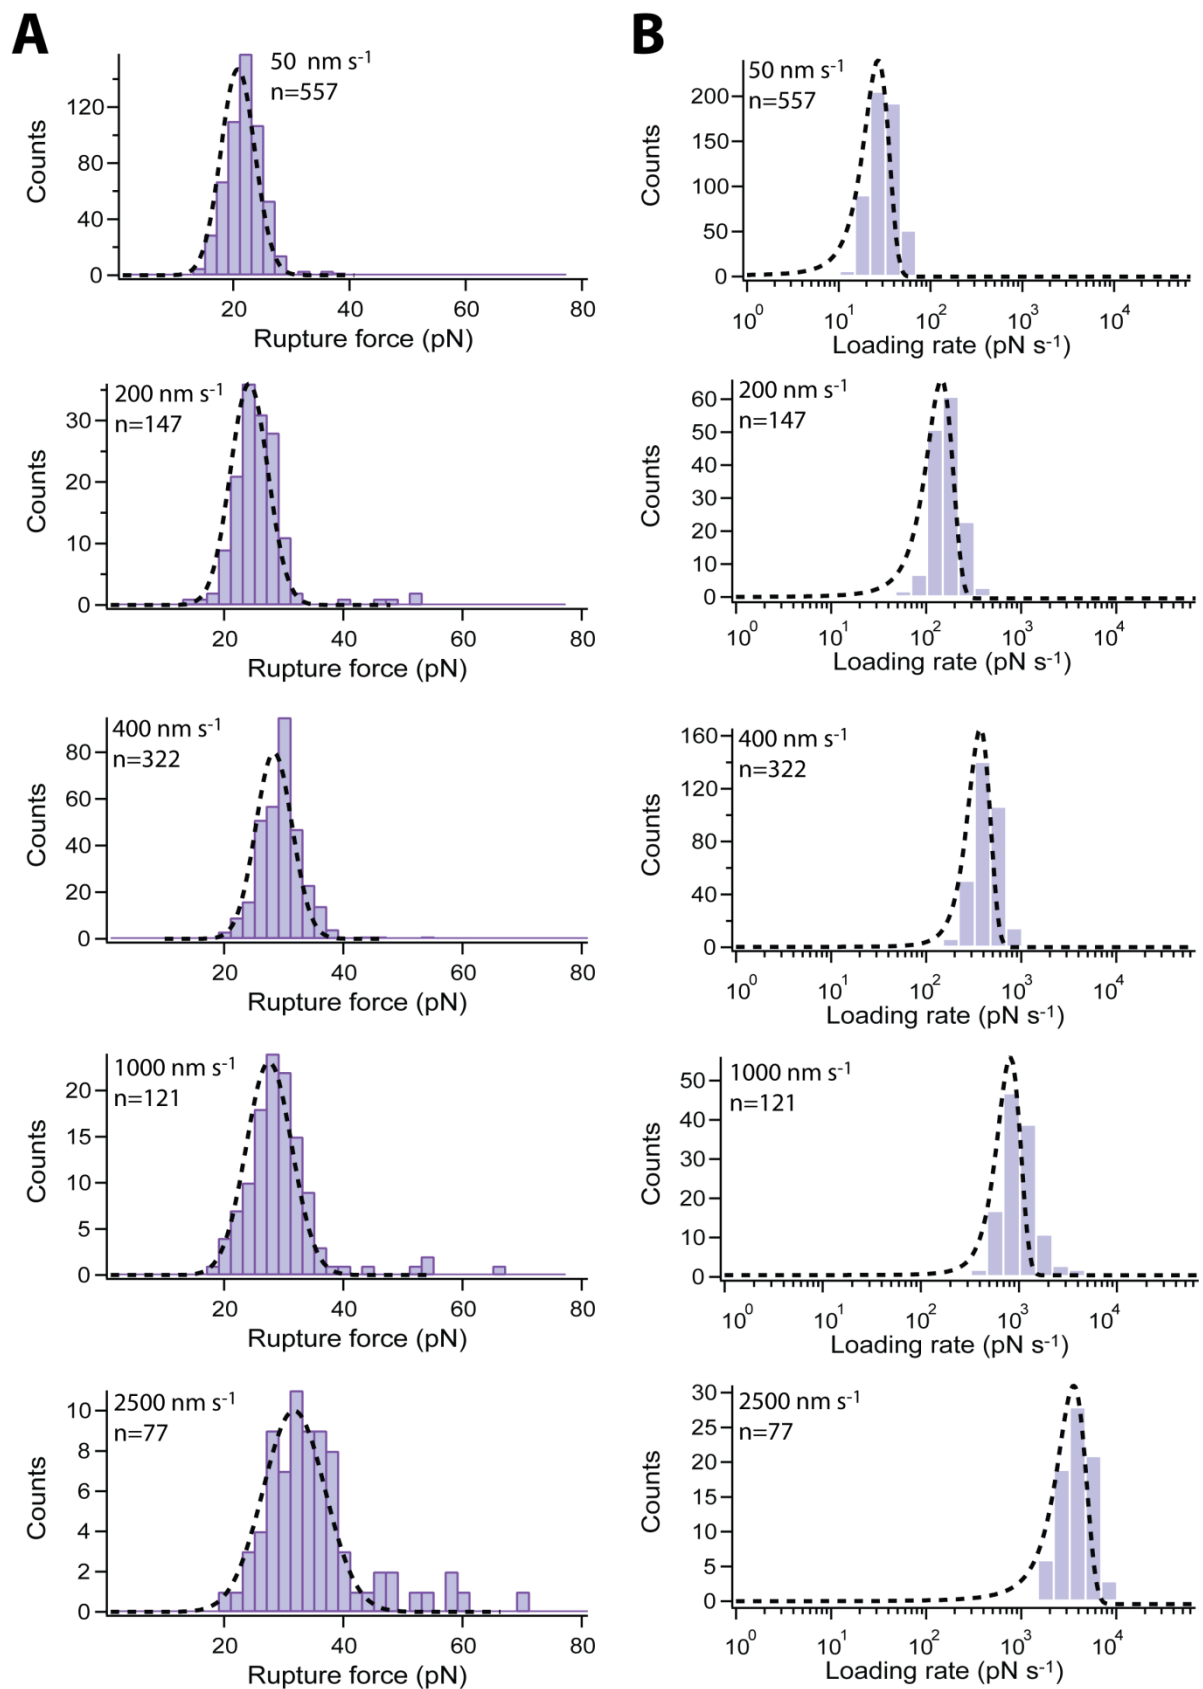 A
B
50 nm s-1
n=557
Counts
120
80
40
0
20
40
60
80
Rupture force (pN)
50 nm s-1
n=557
Counts
200
150
100
50
0
10^0
10^1
10^2
10^3
10^4
Loading rate (pN s-1)
200 nm s-1
n=147
Counts
30
20
10
0
20
40
60
80
Rupture force (pN)
200 nm s-1
n=147
Counts
60
50
40
30
20
10
0
10^0
10^1
10^2
10^3
10^4
Loading rate (pN s-1)
400 nm s-1
n=322
Counts
80
60
40
20
0
20
40
60
80
Rupture force (pN)
400 nm s-1
n=322
Counts
160
120
80
40
0
10^0
10^1
10^2
10^3
10^4
Loading rate (pN s-1)
1000 nm s-1
n=121
Counts
20
15
10
5
0
20
40
60
80
Rupture force (pN)
1000 nm s-1
n=121
Counts
50
40
30
20
10
0
10^0
10^1
10^2
10^3
10^4
Loading rate (pN s-1)
2500 nm s-1
n=77
Counts
10
8
6
4
2
0
20
40
60
80
Rupture force (pN)
2500 nm s-1
n=77
Counts
30
25
20
15
10
5
0
10^0
10^1
10^2
10^3
10^4
Loading rate (pN s-1)